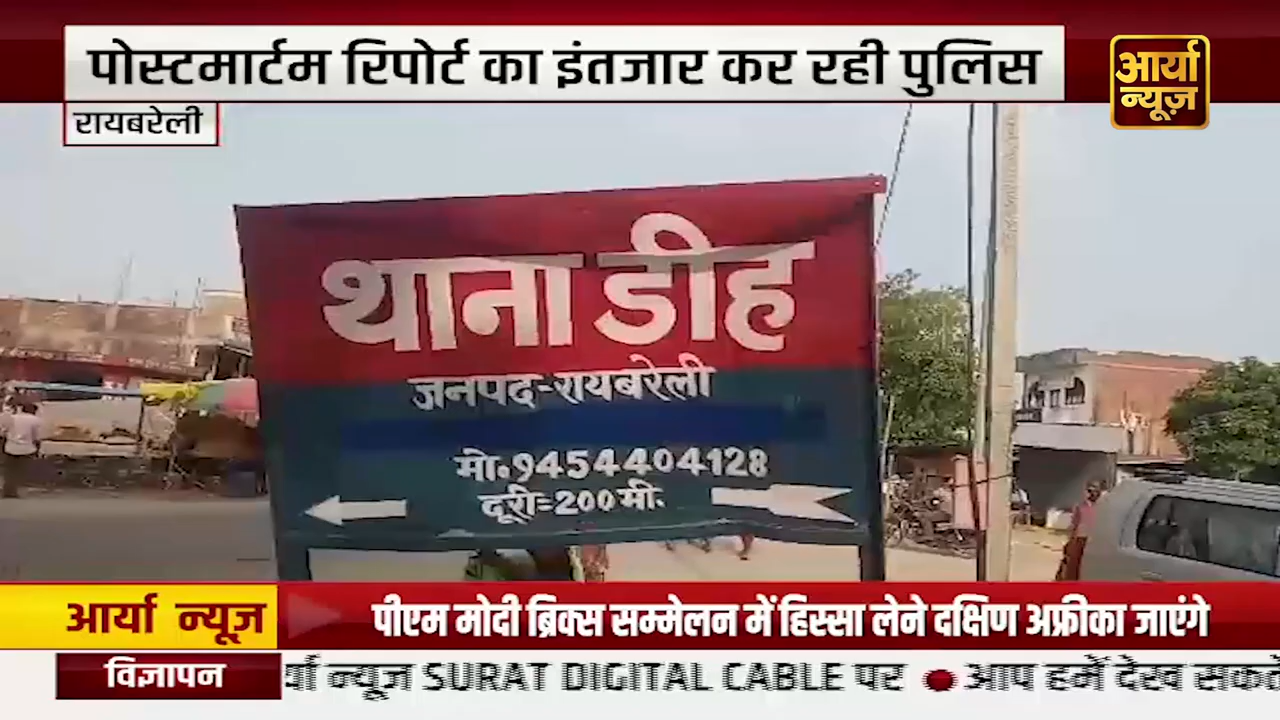 पोस्टमार्टम रिपोर्ट का इंतजार कर रही पुलिस
आर्या
न्यूज़
रायबरेली
थाना डीह
जनपद-रायबरेली
मो.9454404128
दूरी=200मी.
आर्या न्यूज़
पीएम मोदी ब्रिक्स सम्मेलन में हिस्सा लेने दक्षिण अफ्रीका जाएंगे
विज्ञापन
न्यूज SURAT DIGITAL CABLE पर ● आप हमें देख